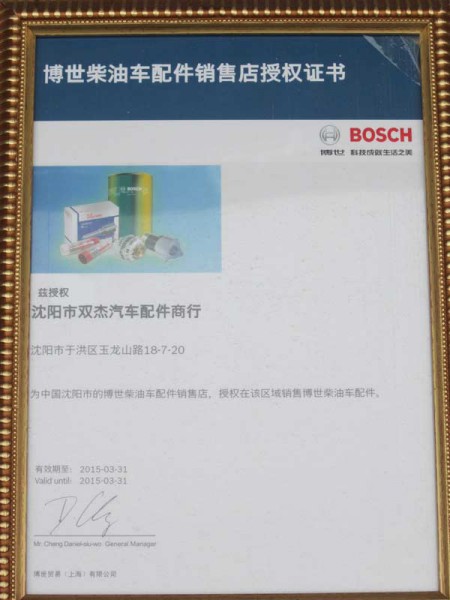 博世柴油车配件销售店授权证书
BOSCH
博世 科技成就生活之美
BOSCH
兹授权
沈阳市双杰汽车配件商行
沈阳市于洪区玉龙山路18-7-20
为中国沈阳市的博世柴油车配件销售店，授权在该区域销售博世柴油车配件。
有效期至： 2015-03-31
Valid until: 2015-03-31
General Manager
博世贸易（上海）有限公司